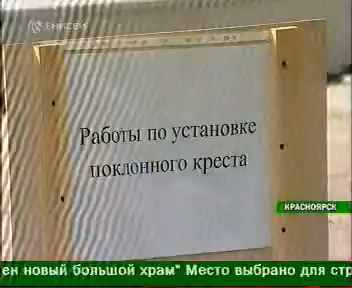 ЕНИСЕЙ
Работы по установке
поклонного креста
КРАСНОЯРСК
ен новый большой храм" Место выбрано для стр